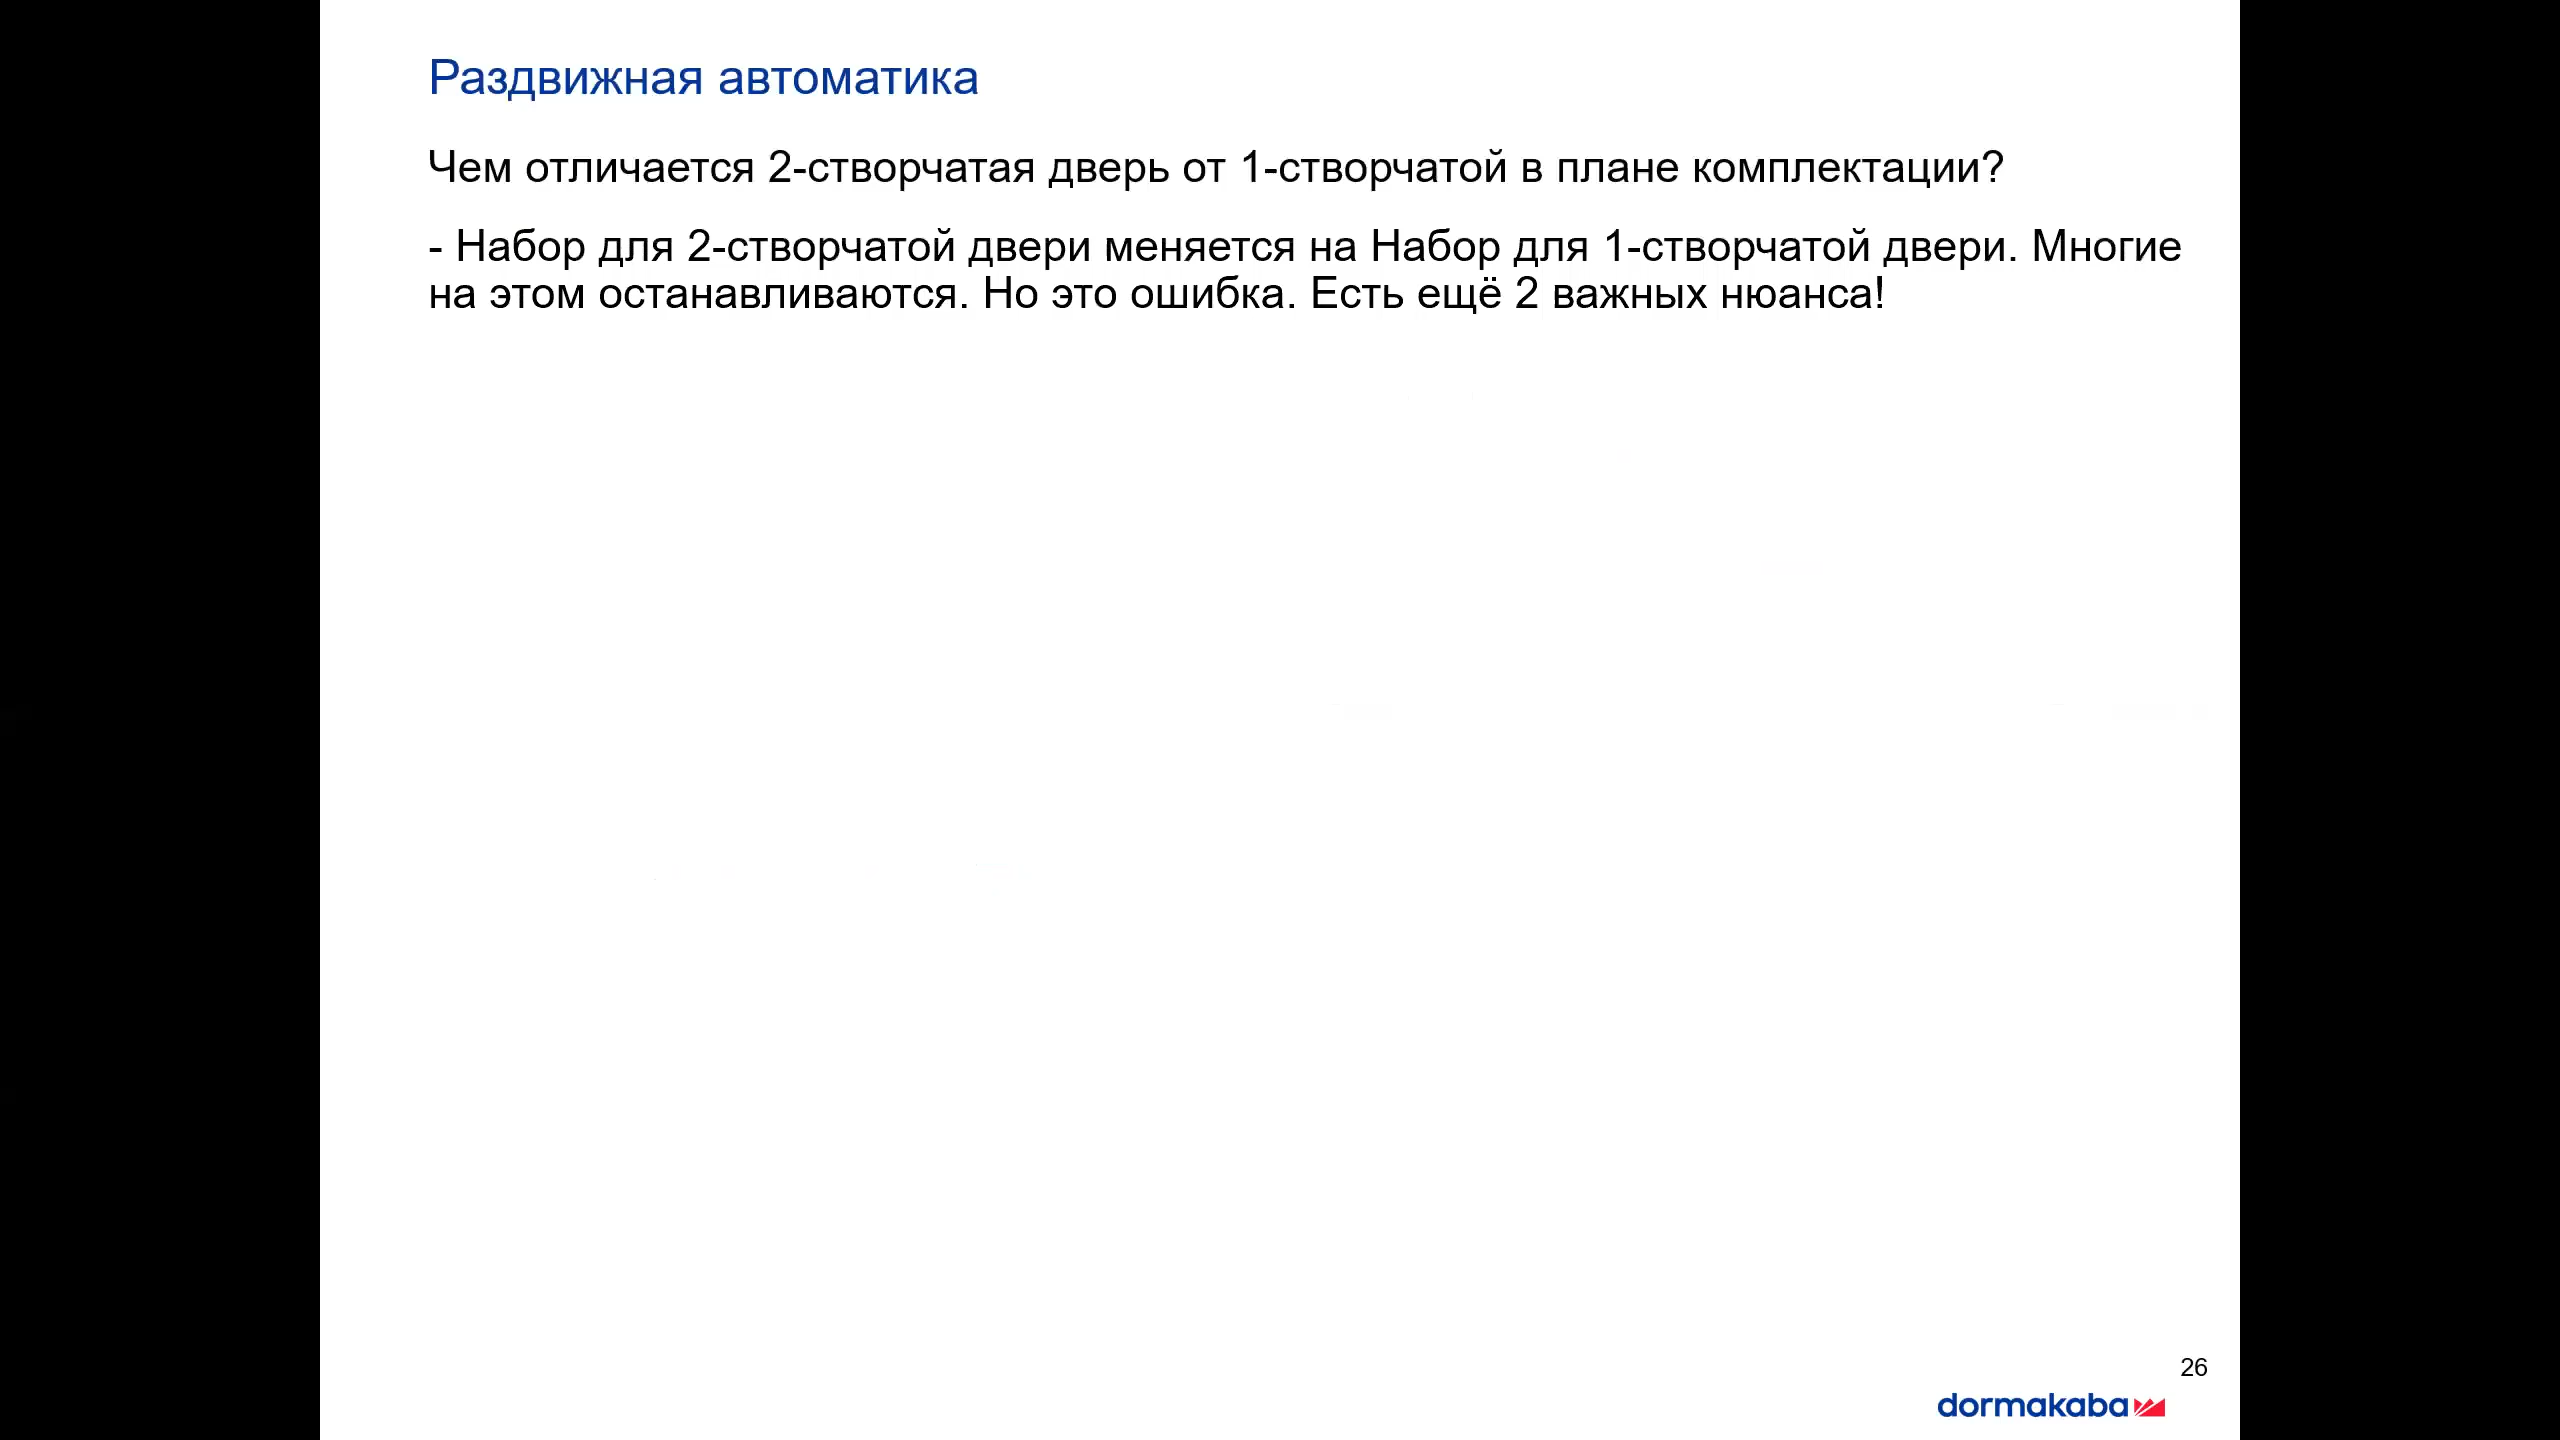 Раздвижная автоматика
Чем отличается 2-створчатая дверь от 1-створчатой в плане комплектации?
- Набор для 2-створчатой двери меняется на Набор для 1-створчатой двери. Многие
на этом останавливаются. Но это ошибка. Есть ещё 2 важных нюанса!
26
dormakaba